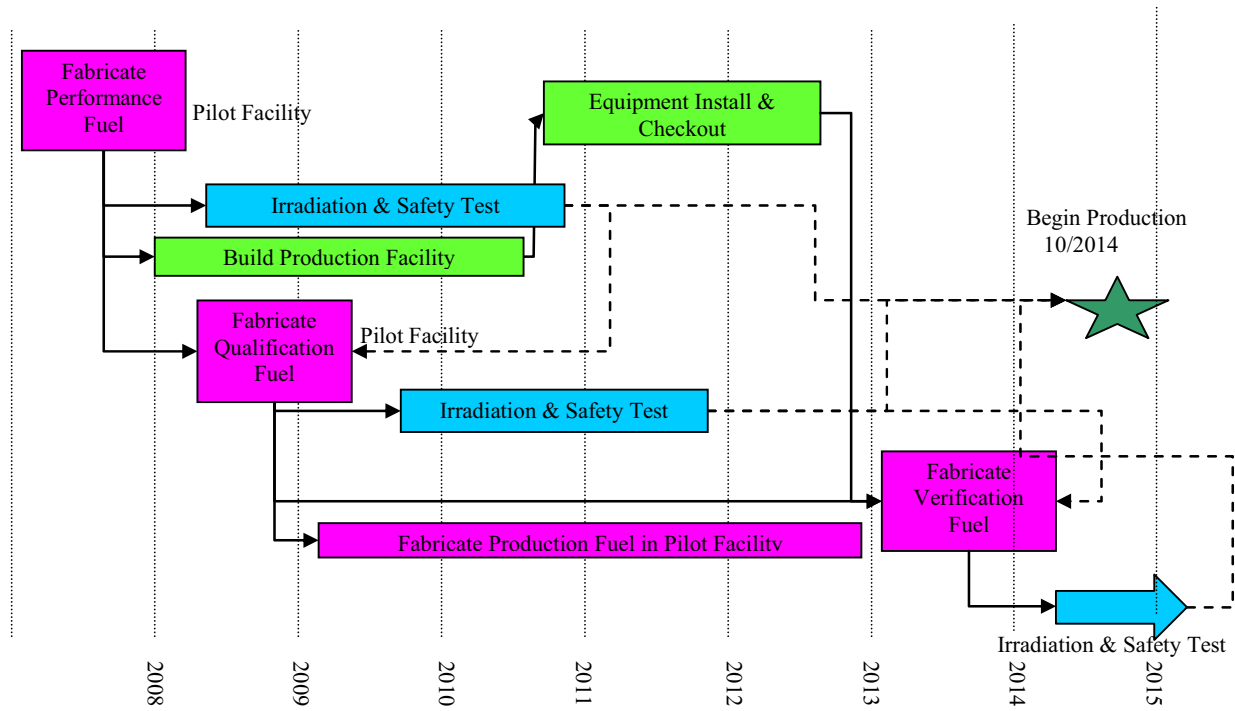 Fabricate
Performance
Fuel
Pilot Facility
Equipment Install &
Checkout
Irradiation & Safety Test
Build Production Facility
Begin Production
10/2014
Fabricate
Qualification
Fuel
Pilot Facility
Irradiation & Safety Test
Fabricate
Verification
Fuel
Fabricate Production Fuel in Pilot Facility
Irradiation & Safety Test
2008
2009
2010
2011
2012
2013
2014
2015